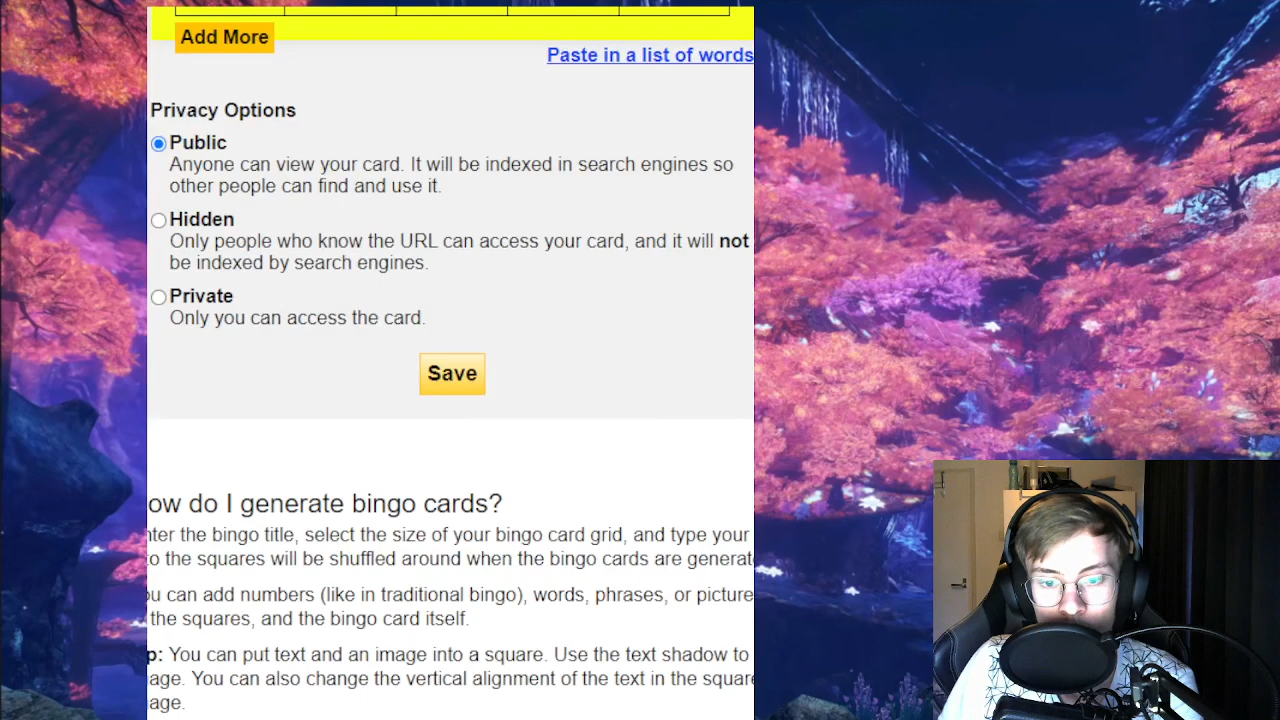 Add More
Paste in a list of words
Privacy Options
Public
Anyone can view your card. It will be indexed in search engines so
other people can find and use it.
Hidden
Only people who know the URL can access your card, and it will not
be indexed by search engines.
Private
Only you can access the card.
Save
ow do I generate bingo cards?
nter the bingo title, select the size of your bingo card grid, and type your
o the squares will be shuffled around when the bingo cards are generate
u can add numbers (like in traditional bingo), words, phrases, or picture
the squares, and the bingo card itself.
p: You can put text and an image into a square. Use the text shadow to
age. You can also change the vertical alignment of the text in the square
age.